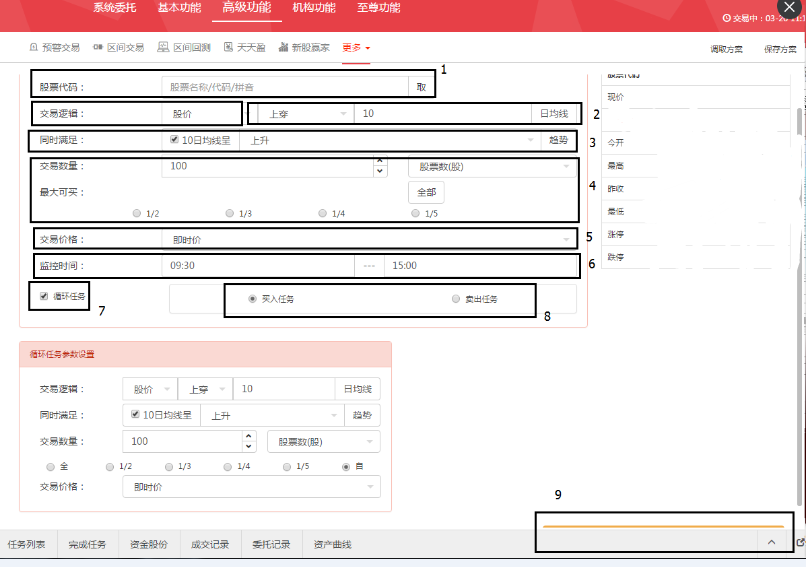 系统委托 基本功能 高级功能 机构功能 至尊功能
交易中：03-2
预警交易 区间交易 区间回测 天天盈 新股赢家 更多 调取方案 保存方案
1
股票代码： 股票名称/代码/拼音 取
股票代码
现价
交易逻辑： 股价 上穿 10 日均线 2
同时满足： 10日均线呈 上升 趋势 3
今开
交易数量： 100 股票数(股)
最高
4
最大可买： 全部
昨收
1/2 1/3 1/4 1/5
最低
交易价格： 即时价 5
涨停
监控时间： 09:30 --- 15:00 6
跌停
循环任务 7 买入任务 卖出任务 8
循环任务参数设置
交易逻辑： 股价 上穿 10 日均线
同时满足： 10日均线呈 上升 趋势
交易数量： 100 股票数(股)
全 1/2 1/3 1/4 1/5 自
交易价格： 即时价
9
任务列表 完成任务 资金股份 成交记录 委托记录 资产曲线